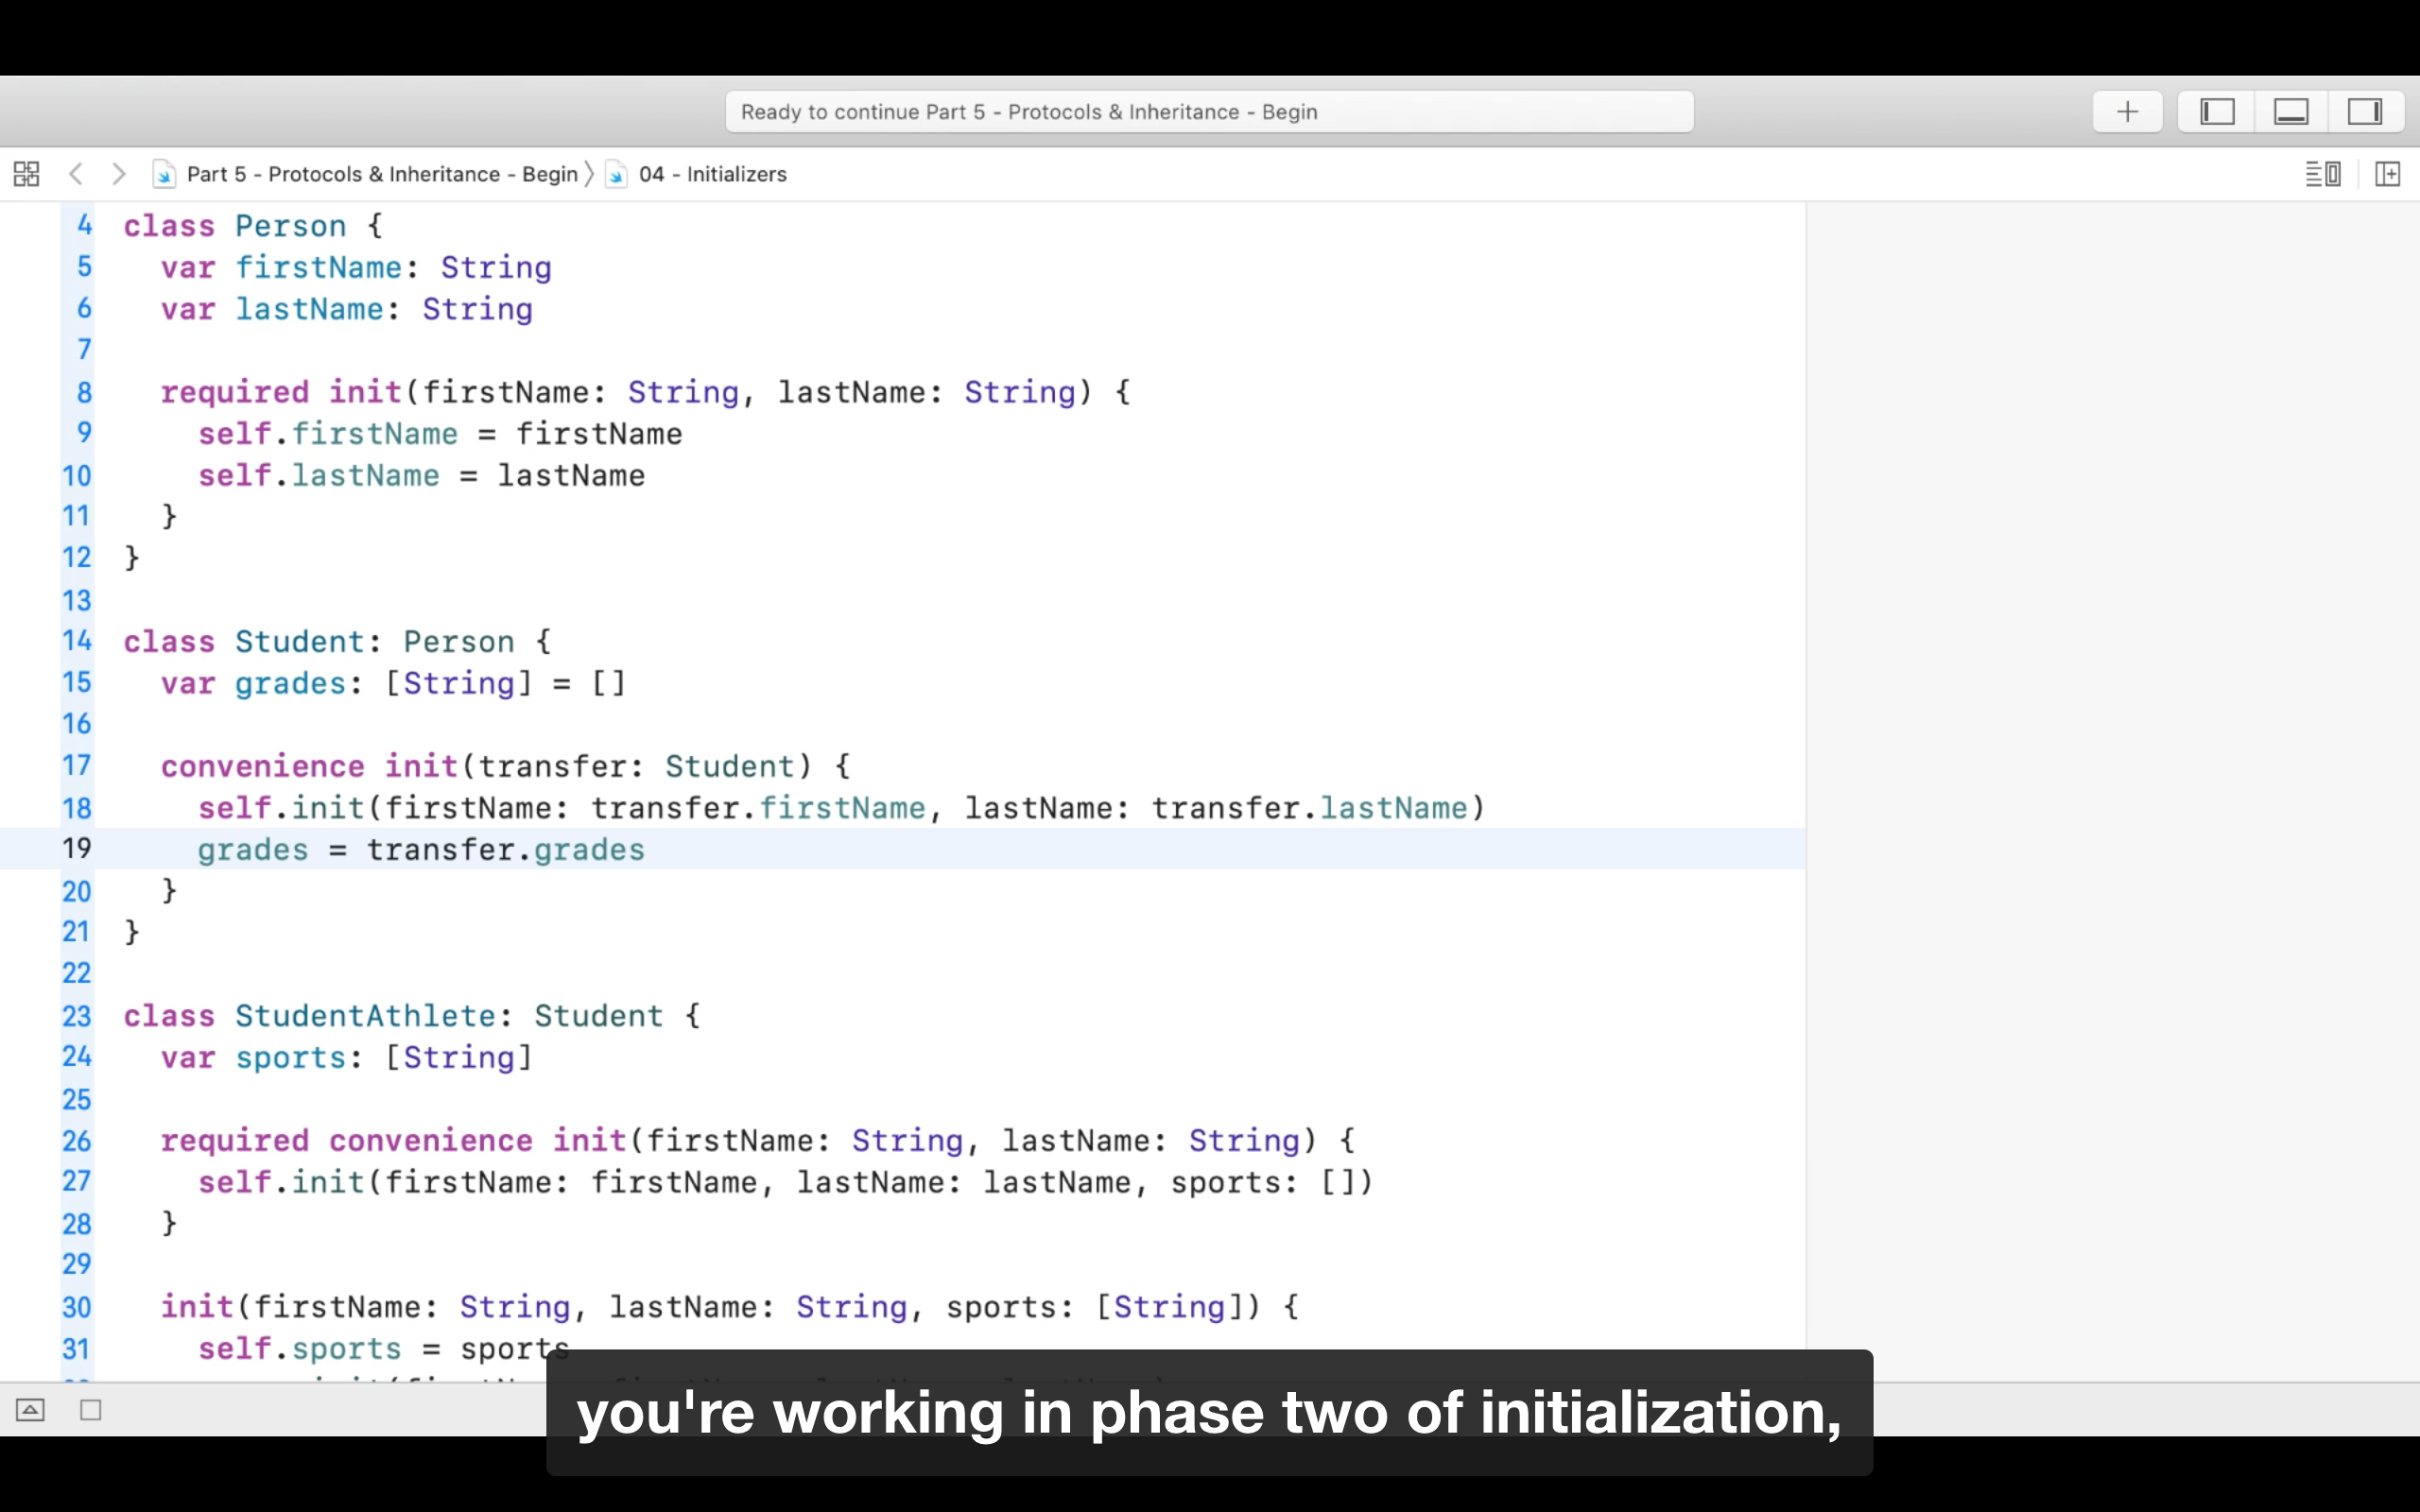 Ready to continue Part 5 - Protocols & Inheritance - Begin
Part 5 - Protocols & Inheritance - Begin 〉 04 - Initializers
4 class Person {
5 var firstName: String
6 var lastName: String
7
8 required init(firstName: String, lastName: String) {
9 self.firstName = firstName
10 self.lastName = lastName
11 }
12 }
13
14 class Student: Person {
15 var grades: [String] = []
16
17 convenience init(transfer: Student) {
18 self.init(firstName: transfer.firstName, lastName: transfer.lastName)
19 grades = transfer.grades
20 }
21 }
22
23 class StudentAthlete: Student {
24 var sports: [String]
25
26 required convenience init(firstName: String, lastName: String) {
27 self.init(firstName: firstName, lastName: lastName, sports: [])
28 }
29
30 init(firstName: String, lastName: String, sports: [String]) {
31 self.sports = sports
you're working in phase two of initialization,